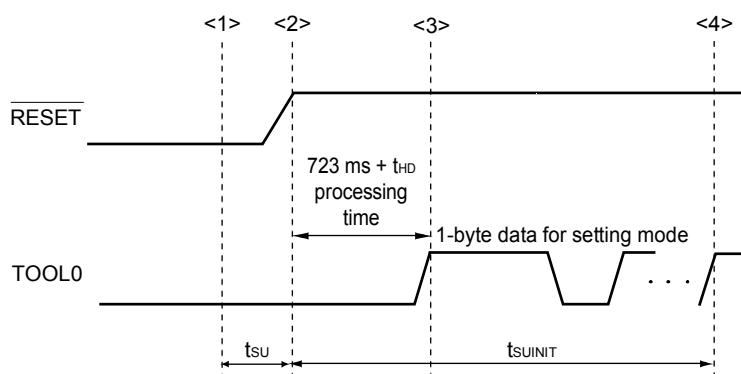 <1> <2> <3> <4>
RESET
723 ms + tHD
processing
time
1-byte data for setting mode
TOOL0
. . .
tSU tSUINIT